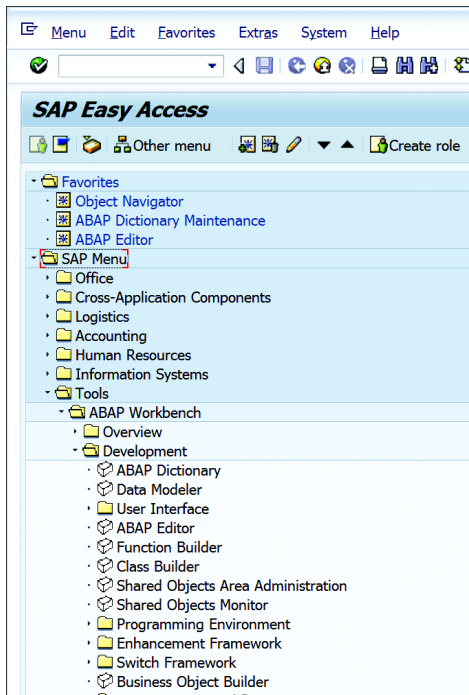 Menu Edit Favorites Extras System Help
SAP Easy Access
Other menu Create role
Favorites
Object Navigator
ABAP Dictionary Maintenance
ABAP Editor
SAP Menu
Office
Cross-Application Components
Logistics
Accounting
Human Resources
Information Systems
Tools
ABAP Workbench
Overview
Development
ABAP Dictionary
Data Modeler
User Interface
ABAP Editor
Function Builder
Class Builder
Shared Objects Area Administration
Shared Objects Monitor
Programming Environment
Enhancement Framework
Switch Framework
Business Object Builder